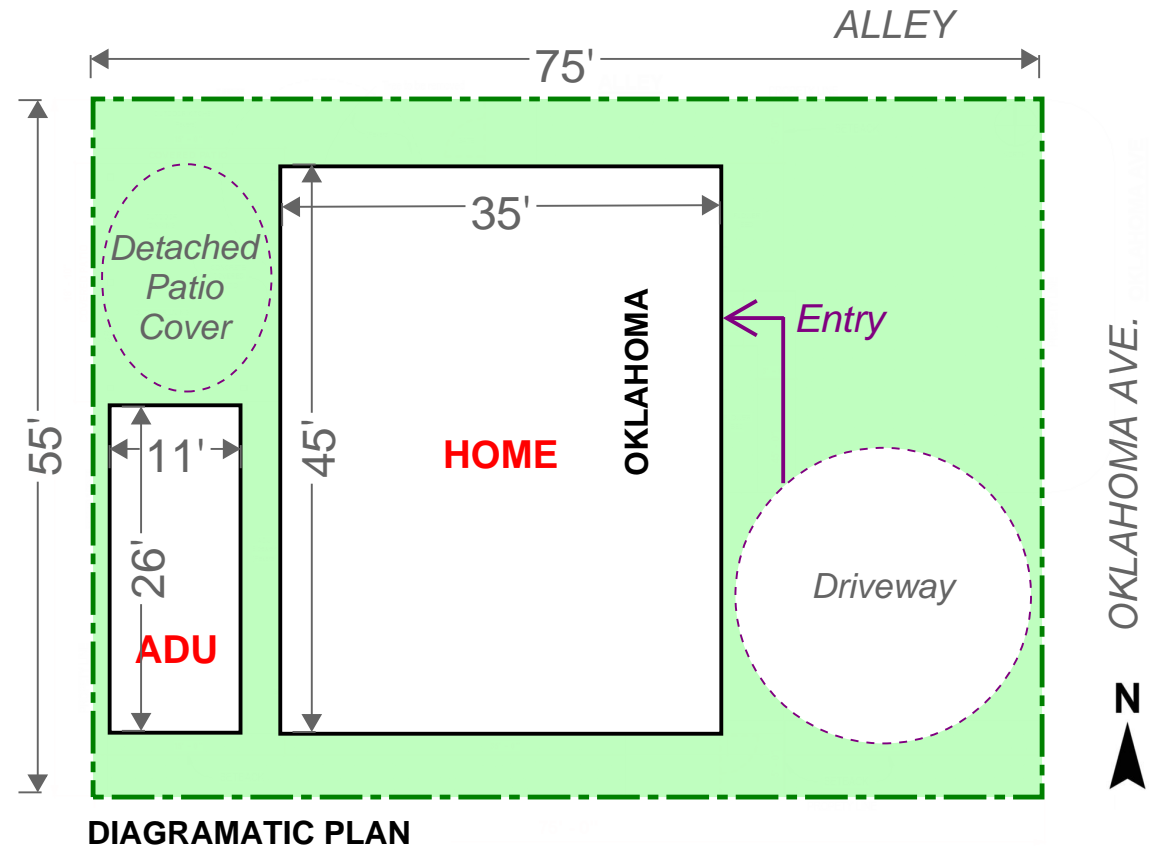 ALLEY
75'
35'
Detached
Patio
Cover
OKLAHOMA
Entry
OKLAHOMA AVE.
55'
11'
45'
HOME
26'
Driveway
ADU
N
DIAGRAMATIC PLAN